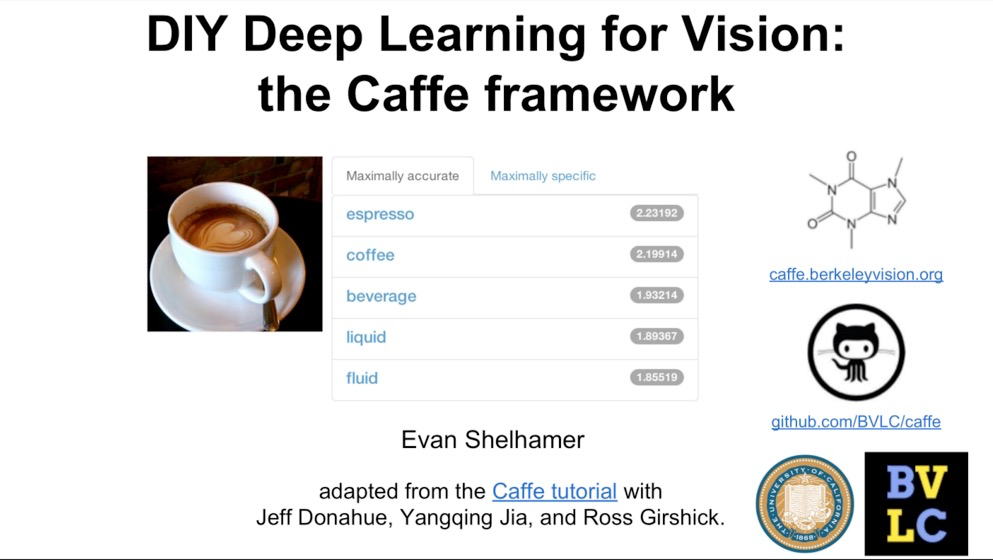 DIY Deep Learning for Vision:
the Caffe framework
Maximally accurate Maximally specific
espresso 2.23192
coffee 2.19914
beverage 1.93214
liquid 1.89367
fluid 1.85519
O
N
N
O
N
N
caffe.berkeleyvision.org
github.com/BVLC/caffe
Evan Shelhamer
adapted from the Caffe tutorial with
Jeff Donahue, Yangqing Jia, and Ross Girshick.
THE UNIVERSITY OF CALIFORNIA
1868
BV
LC